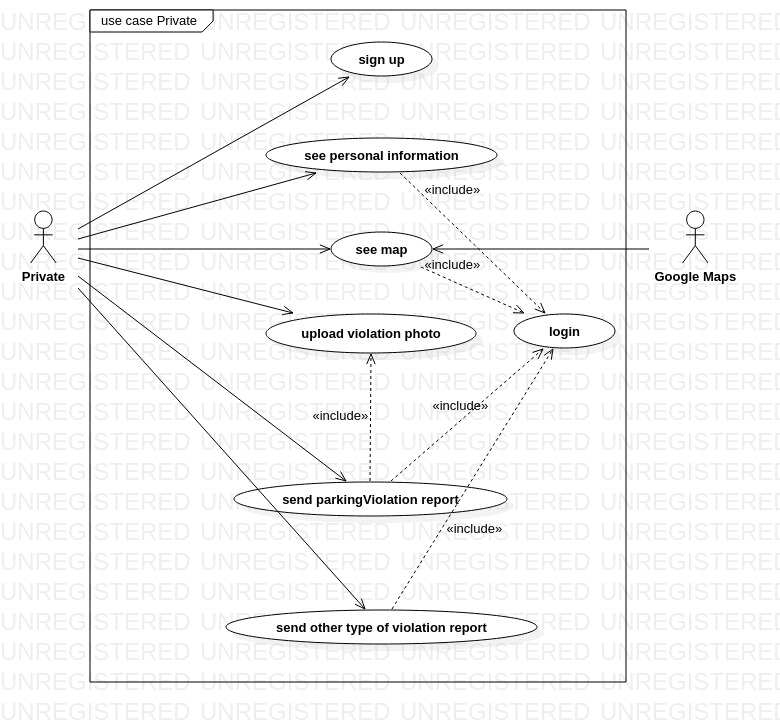 use case Private
sign up
see personal information
«include»
see map
«include»
Private
Google Maps
upload violation photo
login
«include»
«include»
send parkingViolation report
«include»
send other type of violation report
UNREGISTERED UNREGISTERED UNREGISTERED UNREGISTERED